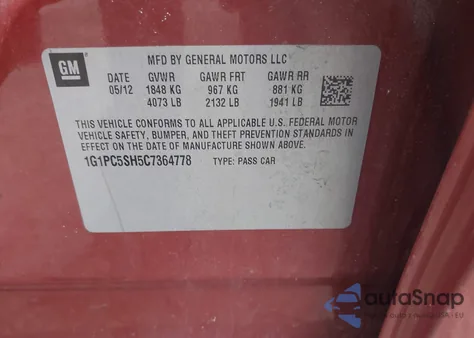 GM
MFD BY GENERAL MOTORS LLC
DATE GVWR GAWR FRT GAWR RR
05/12 1848 KG 967 KG 881 KG
4073 LB 2132 LB 1941 LB
THIS VEHICLE CONFORMS TO ALL APPLICABLE U.S. FEDERAL MOTOR
VEHICLE SAFETY, BUMPER, AND THEFT PREVENTION STANDARDS IN
EFFECT ON THE DATE OF MANUFACTURE SHOWN ABOVE.
1G1PC5SH5C7364778 TYPE: PASS CAR
autoSnap